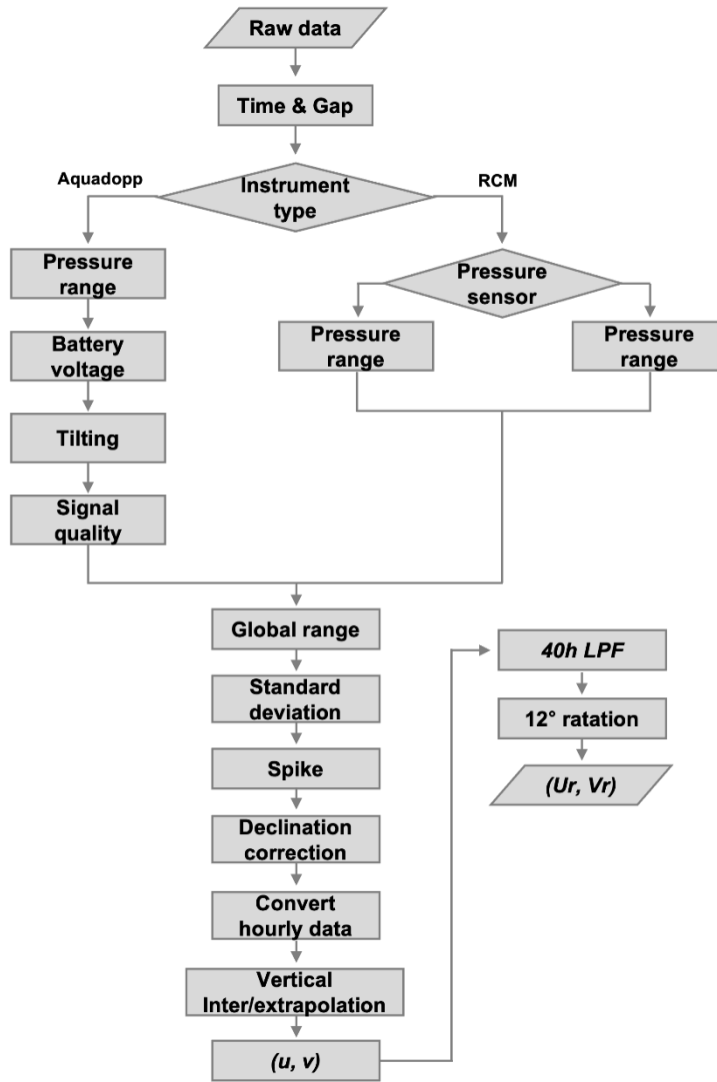 Raw data
Time & Gap
Aquadopp
Instrument
type
RCM
Pressure
range
Pressure
sensor
Battery
voltage
Pressure
range
Pressure
range
Tilting
Signal
quality
Global range
Standard
deviation
Spike
Declination
correction
Convert
hourly data
Vertical
Inter/extrapolation
(u, v)
40h LPF
12° ratation
(Ur, Vr)